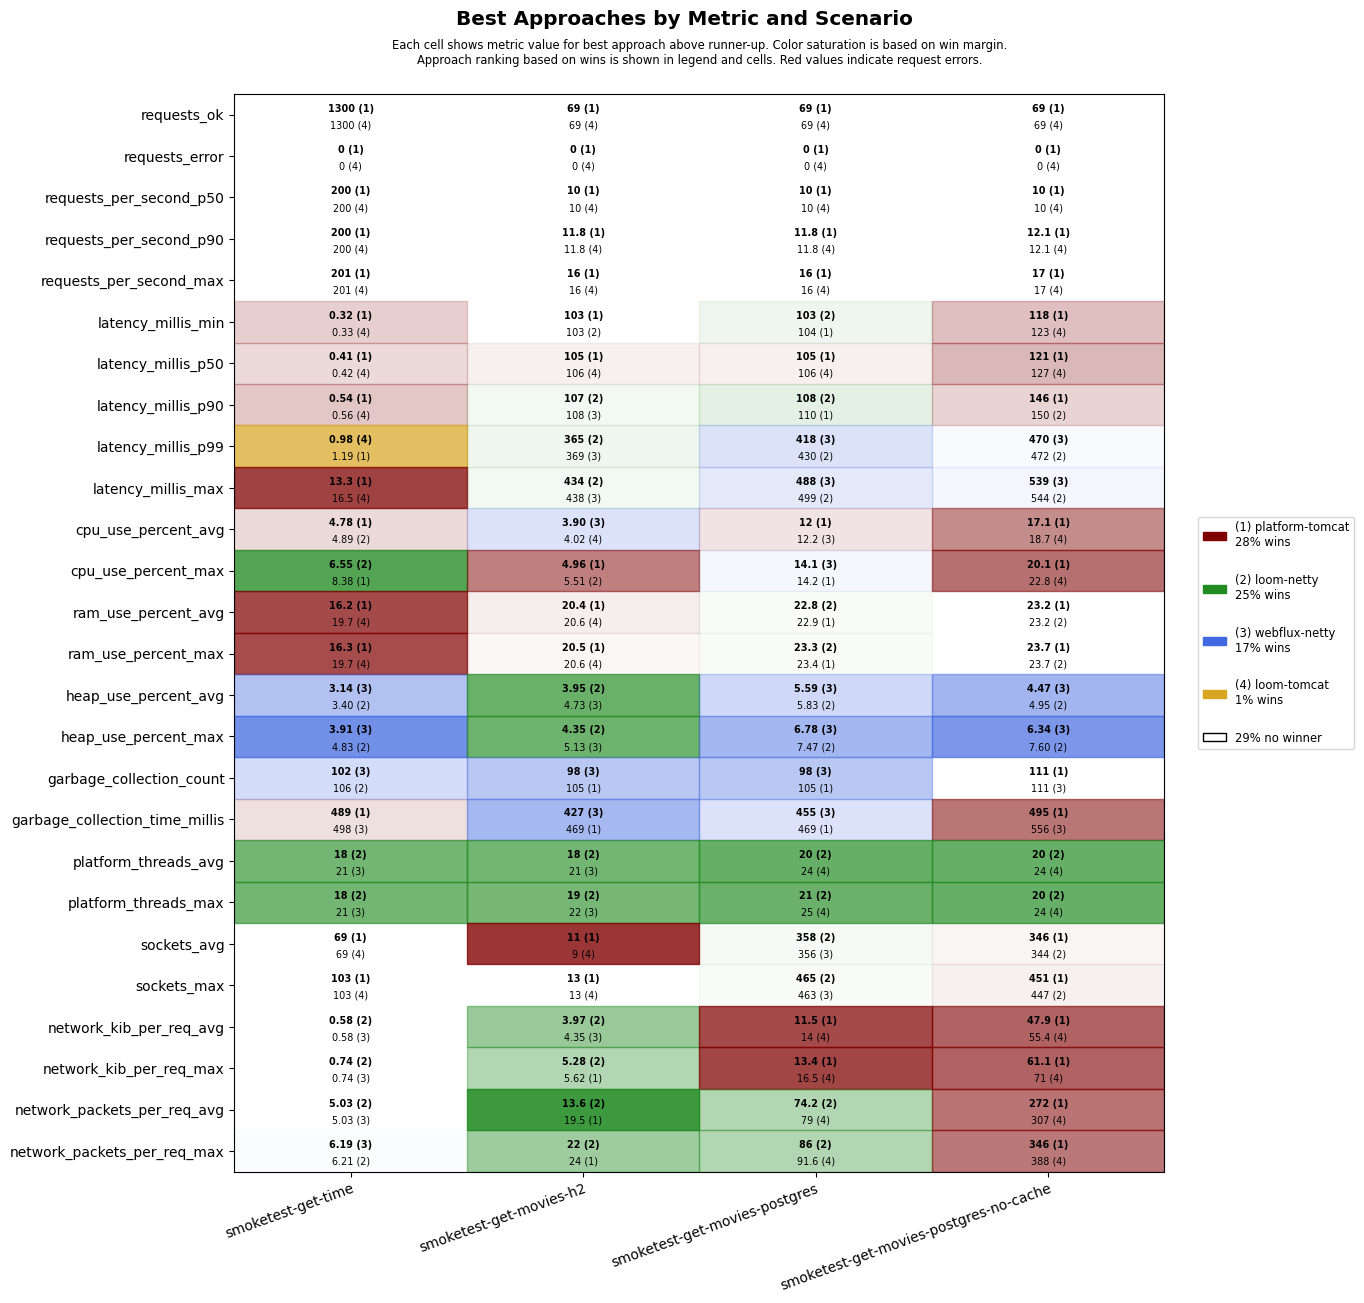 Best Approaches by Metric and Scenario
Each cell shows metric value for best approach above runner-up. Color saturation is based on win margin.
Approach ranking based on wins is shown in legend and cells. Red values indicate request errors.
requests_ok
1300 (1) 69 (1) 69 (1) 69 (1)
1300 (4) 69 (4) 69 (4) 69 (4)
requests_error
0 (1) 0 (1) 0 (1) 0 (1)
0 (4) 0 (4) 0 (4) 0 (4)
requests_per_second_p50
200 (1) 10 (1) 10 (1) 10 (1)
200 (4) 10 (4) 10 (4) 10 (4)
requests_per_second_p90
200 (1) 11.8 (1) 11.8 (1) 12.1 (1)
200 (4) 11.8 (4) 11.8 (4) 12.1 (4)
requests_per_second_max
201 (1) 16 (1) 16 (1) 17 (1)
201 (4) 16 (4) 16 (4) 17 (4)
latency_millis_min
0.32 (1) 103 (1) 103 (2) 118 (1)
0.33 (4) 103 (2) 104 (1) 123 (4)
latency_millis_p50
0.41 (1) 105 (1) 105 (1) 121 (1)
0.42 (4) 106 (4) 106 (4) 127 (4)
latency_millis_p90
0.54 (1) 107 (2) 108 (2) 146 (1)
0.56 (4) 108 (3) 110 (1) 150 (2)
latency_millis_p99
0.98 (4) 365 (2) 418 (3) 470 (3)
1.19 (1) 369 (3) 430 (2) 472 (2)
latency_millis_max
13.3 (1) 434 (2) 488 (3) 539 (3)
16.5 (4) 438 (3) 499 (2) 544 (2)
cpu_use_percent_avg
4.78 (1) 3.90 (3) 12 (1) 17.1 (1)
4.89 (2) 4.02 (4) 12.2 (3) 18.7 (4)
cpu_use_percent_max
6.55 (2) 4.96 (1) 14.1 (3) 20.1 (1)
8.38 (1) 5.51 (2) 14.2 (1) 22.8 (4)
ram_use_percent_avg
16.2 (1) 20.4 (1) 22.8 (2) 23.2 (1)
19.7 (4) 20.6 (4) 22.9 (1) 23.2 (2)
ram_use_percent_max
16.3 (1) 20.5 (1) 23.3 (2) 23.7 (1)
19.7 (4) 20.6 (4) 23.4 (1) 23.7 (2)
heap_use_percent_avg
3.14 (3) 3.95 (2) 5.59 (3) 4.47 (3)
3.40 (2) 4.73 (3) 5.83 (2) 4.95 (2)
heap_use_percent_max
3.91 (3) 4.35 (2) 6.78 (3) 6.34 (3)
4.83 (2) 5.13 (3) 7.47 (2) 7.60 (2)
garbage_collection_count
102 (3) 98 (3) 98 (3) 111 (1)
106 (2) 105 (1) 105 (1) 111 (3)
garbage_collection_time_millis
489 (1) 427 (3) 455 (3) 495 (1)
498 (3) 469 (1) 469 (1) 556 (3)
platform_threads_avg
18 (2) 18 (2) 20 (2) 20 (2)
21 (3) 21 (3) 24 (4) 24 (4)
platform_threads_max
18 (2) 19 (2) 21 (2) 20 (2)
21 (3) 22 (3) 25 (4) 24 (4)
sockets_avg
69 (1) 11 (1) 358 (2) 346 (1)
69 (4) 9 (4) 356 (3) 344 (2)
sockets_max
103 (1) 13 (1) 465 (2) 451 (1)
103 (4) 13 (4) 463 (3) 447 (2)
network_kib_per_req_avg
0.58 (2) 3.97 (2) 11.5 (1) 47.9 (1)
0.58 (3) 4.35 (3) 14 (4) 55.4 (4)
network_kib_per_req_max
0.74 (2) 5.28 (2) 13.4 (1) 61.1 (1)
0.74 (3) 5.62 (1) 16.5 (4) 71 (4)
network_packets_per_req_avg
5.03 (2) 13.6 (2) 74.2 (2) 272 (1)
5.03 (3) 19.5 (1) 79 (4) 307 (4)
network_packets_per_req_max
6.19 (3) 22 (2) 86 (2) 346 (1)
6.21 (2) 24 (1) 91.6 (4) 388 (4)
smoketest-get-time
smoketest-get-movies-h2
smoketest-get-movies-postgres
smoketest-get-movies-postgres-no-cache
(1) platform-tomcat
28% wins
(2) loom-netty
25% wins
(3) webflux-netty
17% wins
(4) loom-tomcat
1% wins
29% no winner